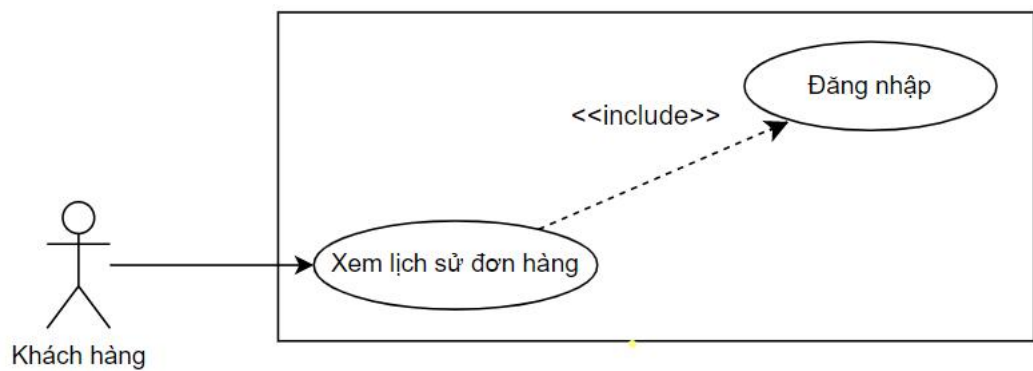 Đăng nhập
<<include>>
Xem lịch sử đơn hàng
Khách hàng